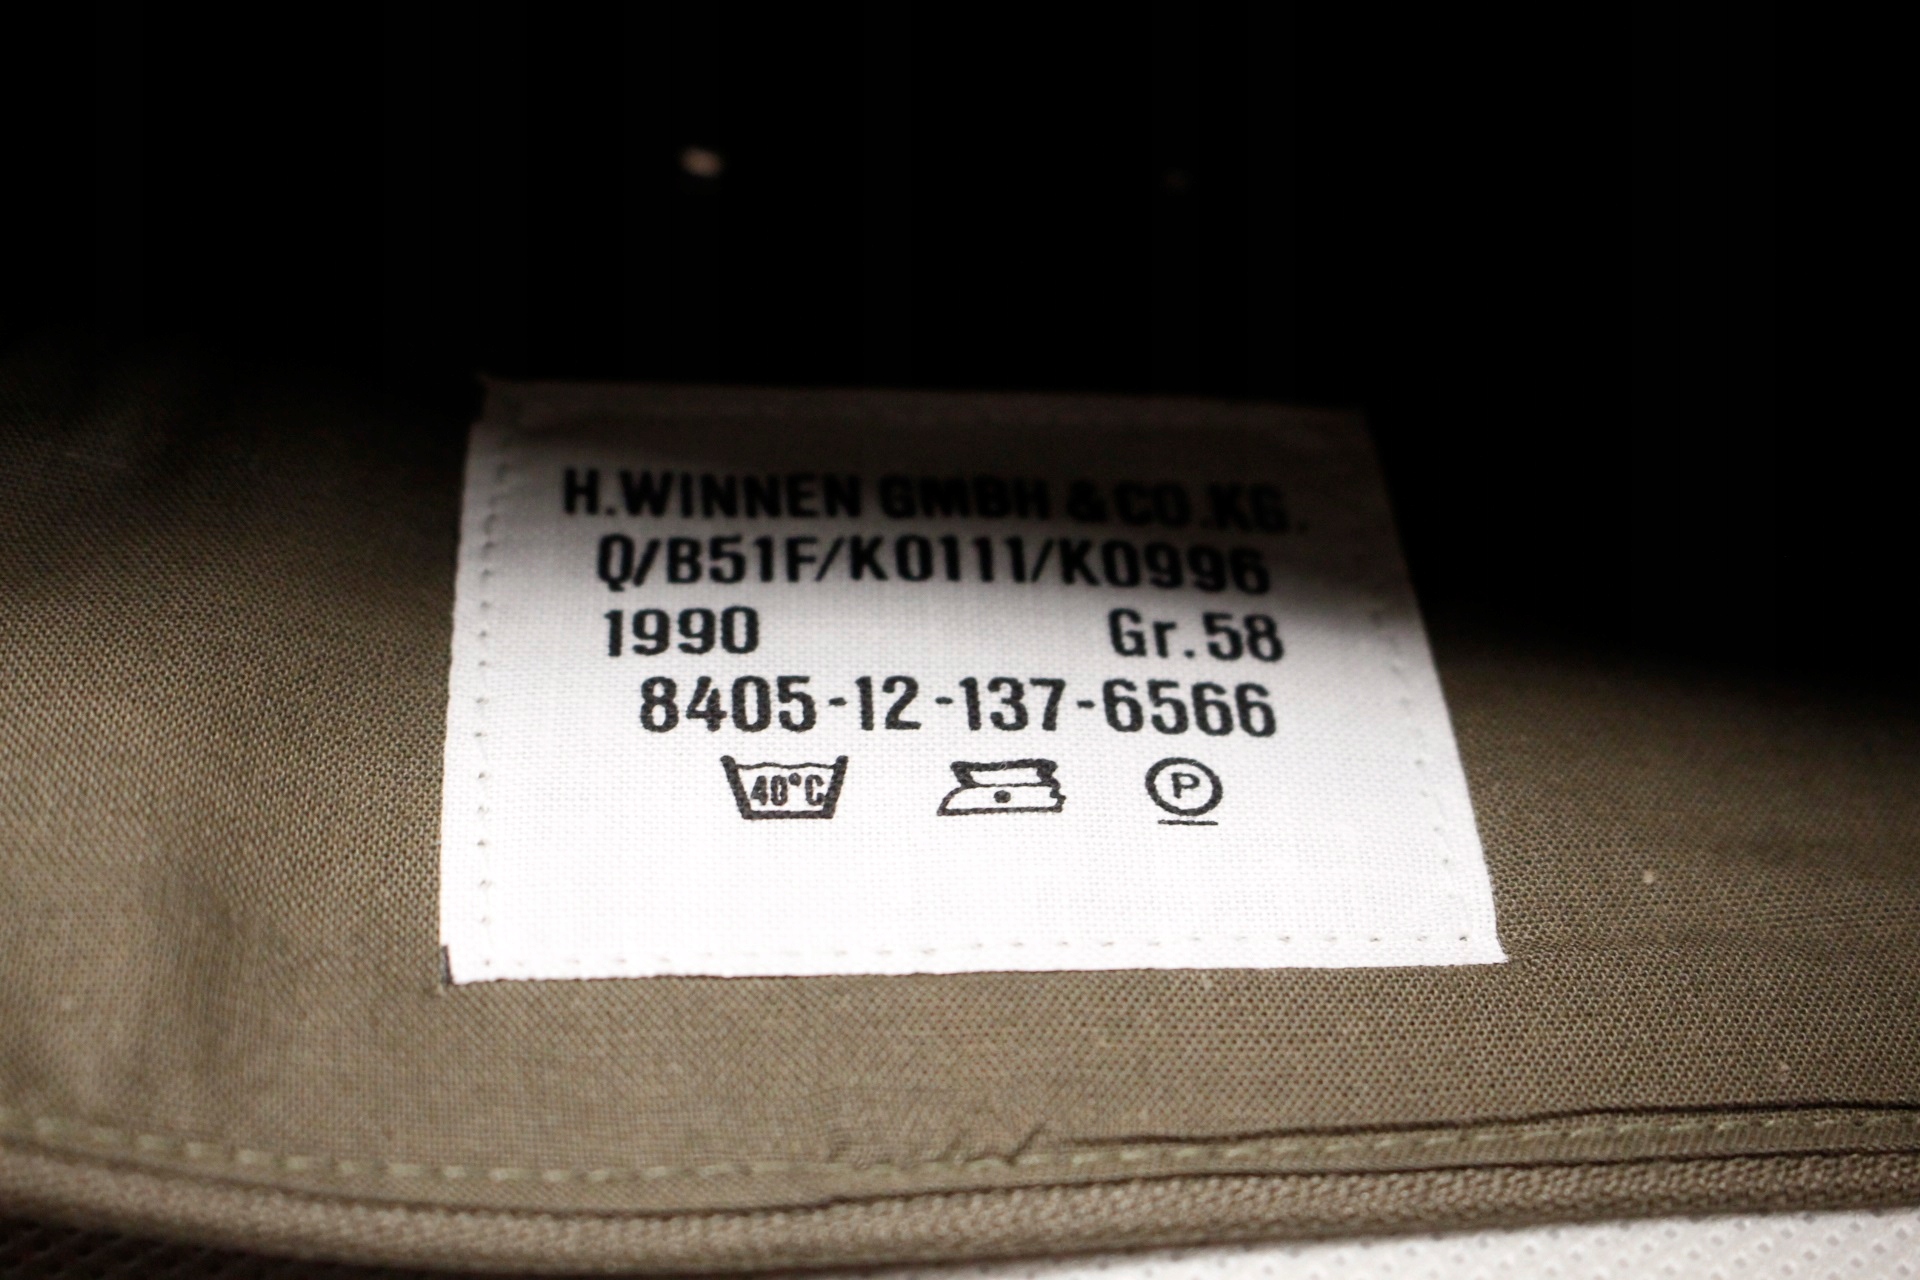 H.WINNEN GMBH & CO.KG.
Q/B51F/K0111/K0996
1990 Gr.58
8405-12-137-6566
40°C P